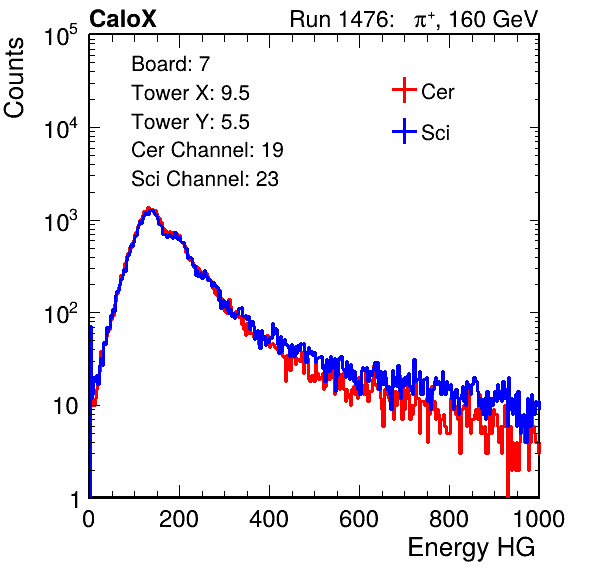 CaloX Run 1476: π⁺, 160 GeV
Counts
10⁵
10⁴
10³
10²
10
1
Board: 7
Tower X: 9.5
Tower Y: 5.5
Cer Channel: 19
Sci Channel: 23
Cer
Sci
0 200 400 600 800 1000
Energy HG